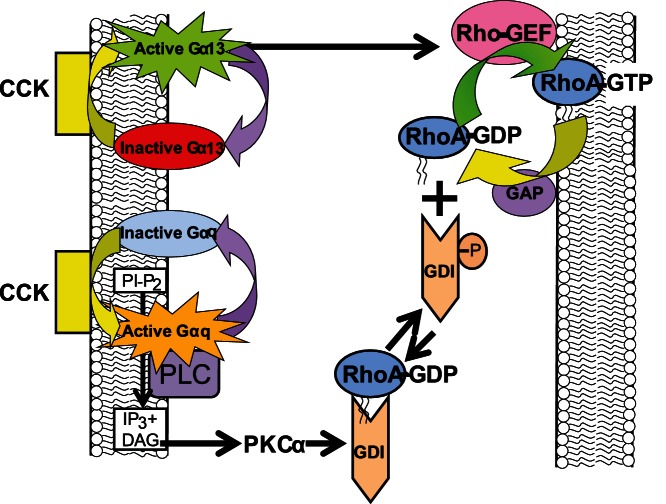 Active Gα13
CCK
Inactive Gα13
Rho-GEF
RhoA-GTP
RhoA-GDP
GAP
+
GDI
-P
Inactive Gαq
CCK
PI-P2
Active Gαq
PLC
IP3+
DAG
PKCα
RhoA-GDP
GDI